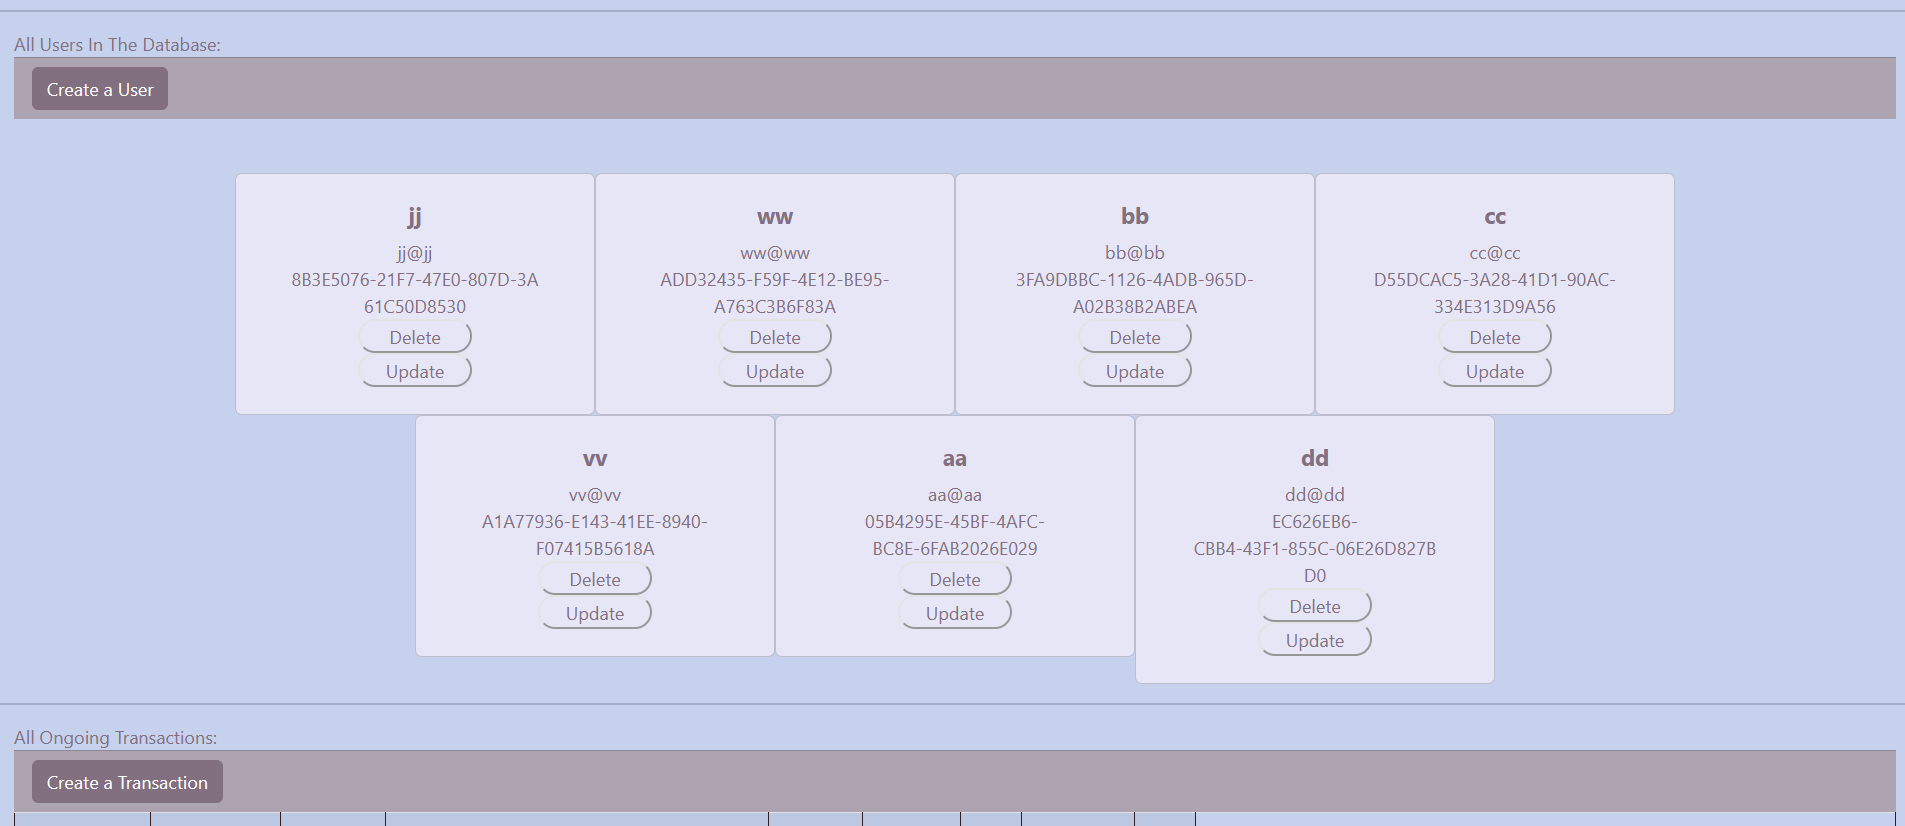 All Users In The Database:
Create a User
jj
jj@jj
8B3E5076-21F7-47E0-807D-3A
61C50D8530
Delete
Update
ww
ww@ww
ADD32435-F59F-4E12-BE95-
A763C3B6F83A
Delete
Update
bb
bb@bb
3FA9DBBC-1126-4ADB-965D-
A02B38B2ABEA
Delete
Update
cc
cc@cc
D55DCAC5-3A28-41D1-90AC-
334E313D9A56
Delete
Update
vv
vv@vv
A1A77936-E143-41EE-8940-
F07415B5618A
Delete
Update
aa
aa@aa
05B4295E-45BF-4AFC-
BC8E-6FAB2026E029
Delete
Update
dd
dd@dd
EC626EB6-
CBB4-43F1-855C-06E26D827B
D0
Delete
Update
All Ongoing Transactions:
Create a Transaction